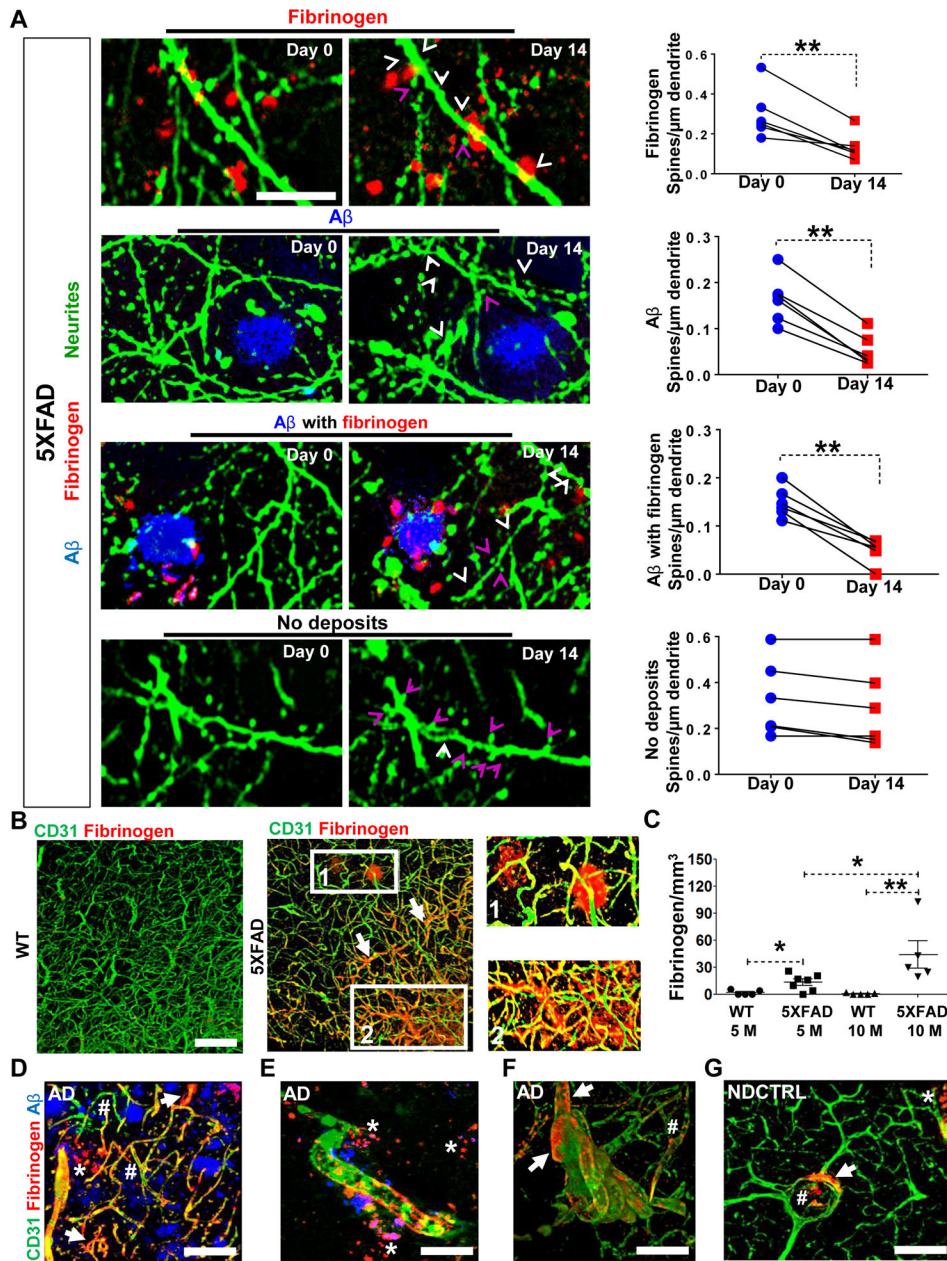 A
Fibrinogen
Day 0
Day 14
Aβ
Day 0
Day 14
Aβ with fibrinogen
Day 0
Day 14
No deposits
Day 0
Day 14
5XFAD
Aβ Fibrinogen Neurites
Fibrinogen
Spines/μm dendrite
0.6
0.4
0.2
0.0
**
Day 0 Day 14
Aβ
Spines/μm dendrite
0.3
0.2
0.1
0.0
**
Day 0 Day 14
Aβ with fibrinogen
Spines/μm dendrite
0.3
0.2
0.1
0.0
**
Day 0 Day 14
No deposits
Spines/μm dendrite
0.6
0.4
0.2
0.0
Day 0 Day 14
B
CD31 Fibrinogen
WT
CD31 Fibrinogen
5XFAD
1
2
1
2
C
Fibrinogen/mm³
150
120
90
60
30
0
*
*
**
WT 5XFAD WT 5XFAD
5 M 5 M 10 M 10 M
D
CD31 Fibrinogen Aβ
AD
#
#
*
E
AD
*
*
*
F
AD
#
G
NDCTRL
*
#